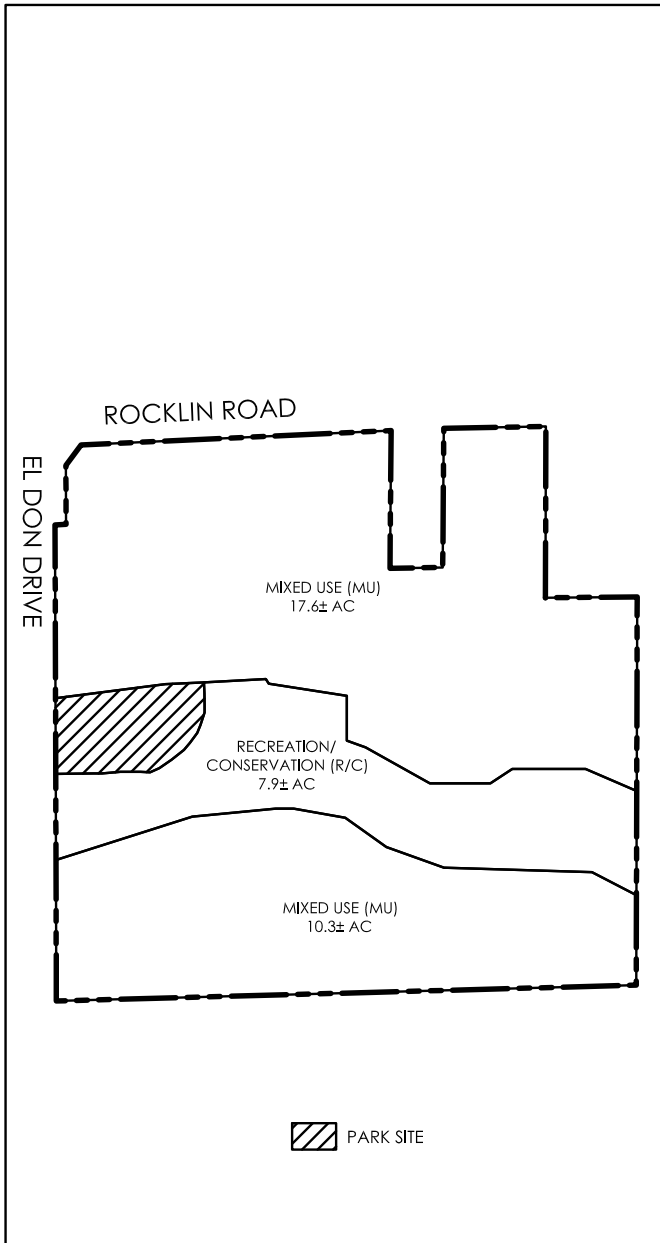 ROCKLIN ROAD
EL DON DRIVE
MIXED USE (MU)
17.6± AC
RECREATION/
CONSERVATION (R/C)
7.9± AC
MIXED USE (MU)
10.3± AC
PARK SITE